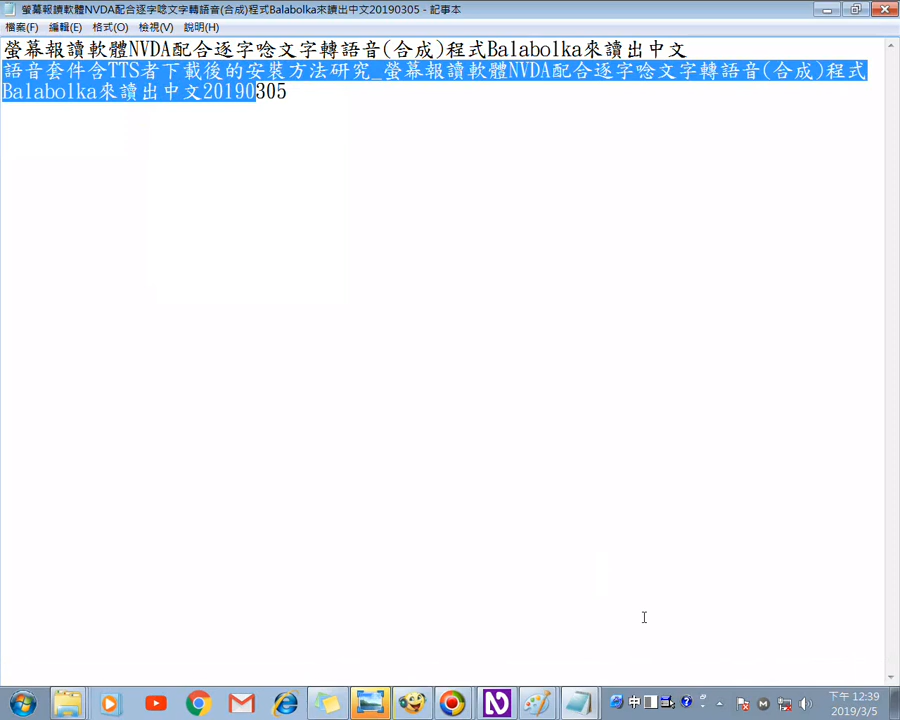 螢幕報讀軟體NVDA配合逐字唸文字轉語音(合成)程式Balabolka來讀出中文20190305 - 記事本
檔案(F) 編輯(E) 格式(O) 檢視(V) 說明(H)
螢幕報讀軟體NVDA配合逐字唸文字轉語音(合成)程式Balabolka來讀出中文
語音套件含TTS者下載後的安裝方法研究_螢幕報讀軟體NVDA配合逐字唸文字轉語音(合成)程式
Balabolka來讀出中文20190305
中
下午 12:39
2019/3/5